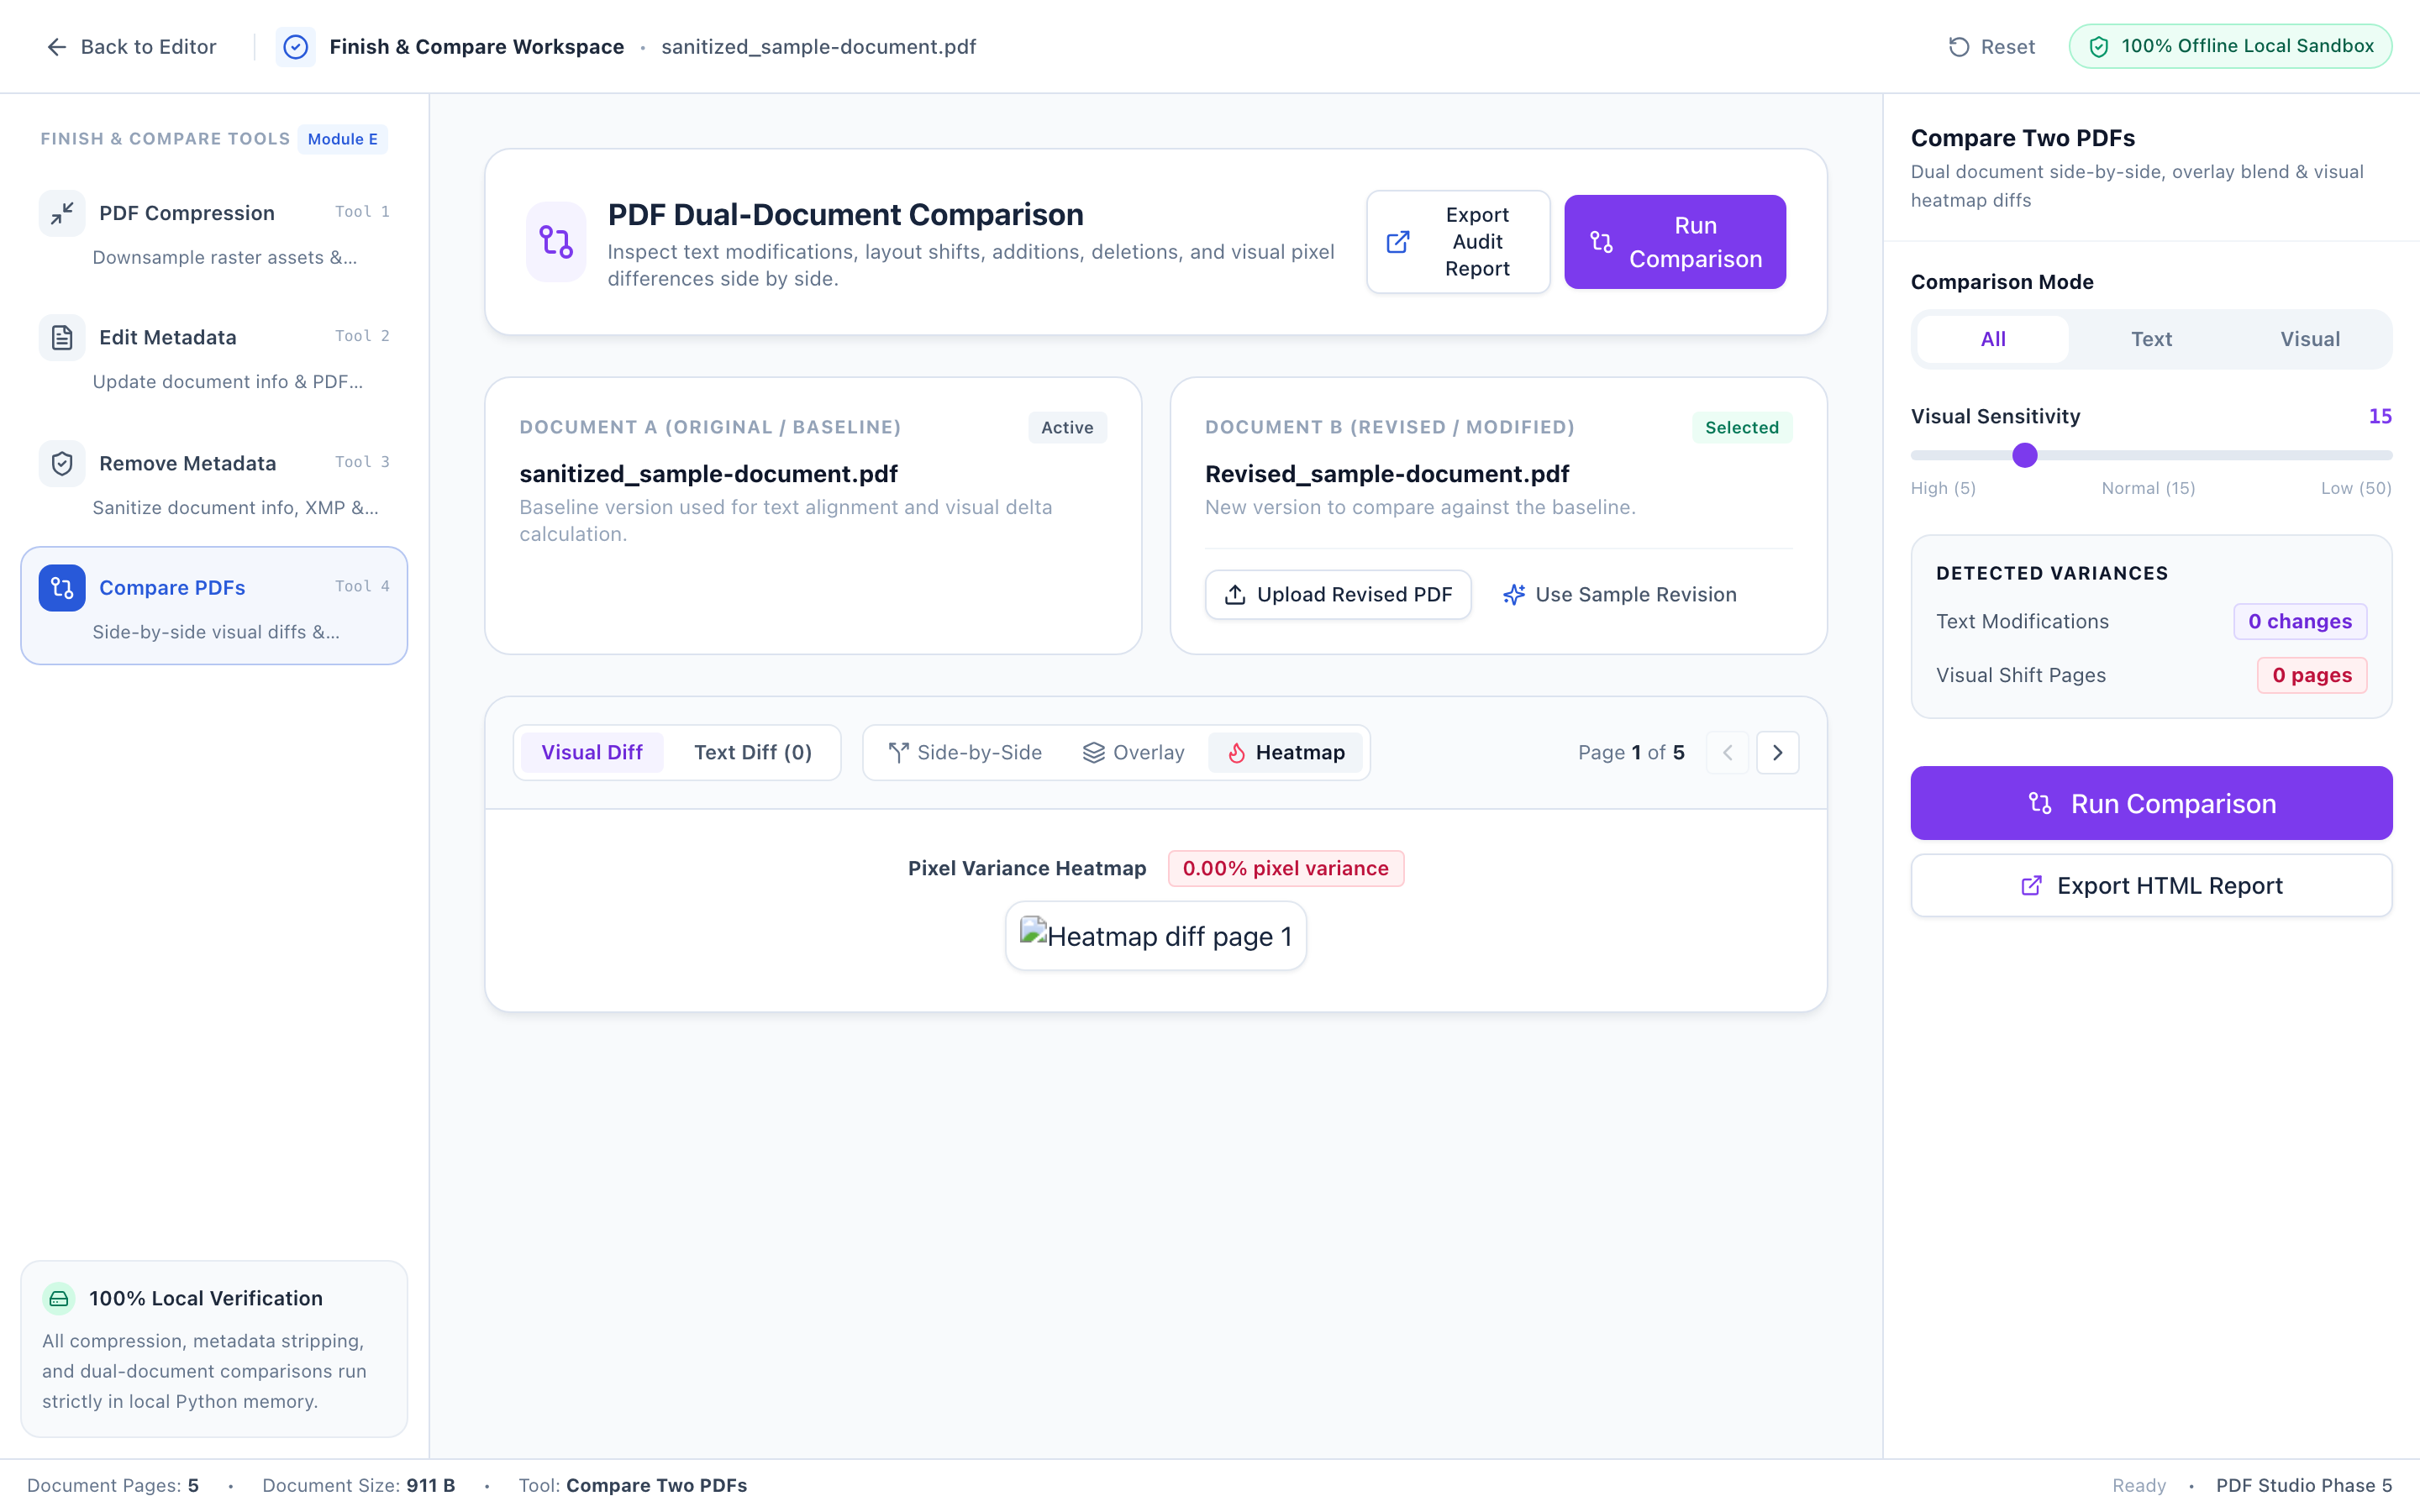 Back to Editor
Finish & Compare Workspace • sanitized_sample-document.pdf
Reset
100% Offline Local Sandbox
FINISH & COMPARE TOOLS
Module E
PDF Compression
Tool 1
Downsample raster assets &...
Edit Metadata
Tool 2
Update document info & PDF...
Remove Metadata
Tool 3
Sanitize document info, XMP &...
Compare PDFs
Tool 4
Side-by-side visual diffs &...
100% Local Verification
All compression, metadata stripping,
and dual-document comparisons run
strictly in local Python memory.
PDF Dual-Document Comparison
Inspect text modifications, layout shifts, additions, deletions, and visual pixel
differences side by side.
Export
Audit
Report
Run
Comparison
DOCUMENT A (ORIGINAL / BASELINE)
Active
sanitized_sample-document.pdf
Baseline version used for text alignment and visual delta
calculation.
DOCUMENT B (REVISED / MODIFIED)
Selected
Revised_sample-document.pdf
New version to compare against the baseline.
Upload Revised PDF
Use Sample Revision
Visual Diff
Text Diff (0)
Side-by-Side
Overlay
Heatmap
Page 1 of 5
Pixel Variance Heatmap
0.00% pixel variance
Heatmap diff page 1
Compare Two PDFs
Dual document side-by-side, overlay blend & visual
heatmap diffs
Comparison Mode
All
Text
Visual
Visual Sensitivity
15
High (5)
Normal (15)
Low (50)
DETECTED VARIANCES
Text Modifications
0 changes
Visual Shift Pages
0 pages
Run Comparison
Export HTML Report
Document Pages: 5 • Document Size: 911 B • Tool: Compare Two PDFs
Ready • PDF Studio Phase 5